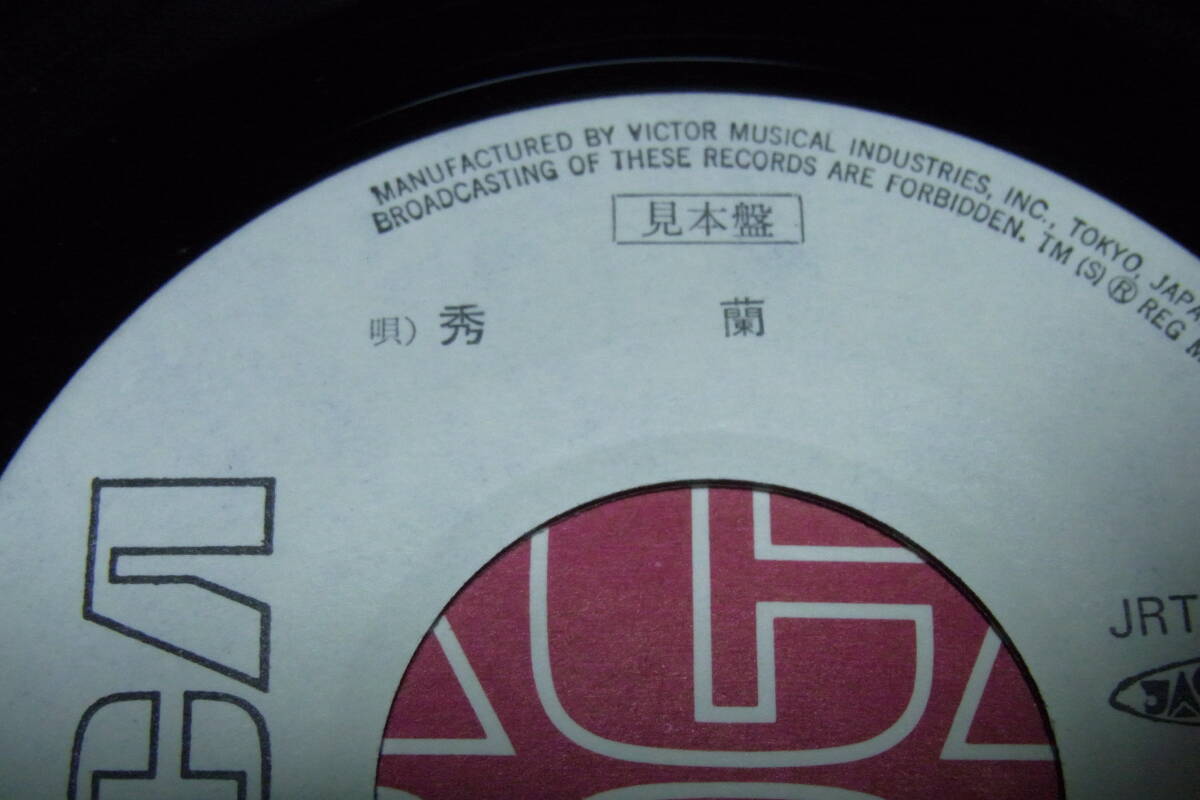 MANUFACTURED BY VICTOR MUSICAL INDUSTRIES, INC., TOKYO, JAPA
BROADCASTING OF THESE RECORDS ARE FORBIDDEN. TM (S) ® REG M
見本盤
唄) 秀 蘭
JRT
JAS